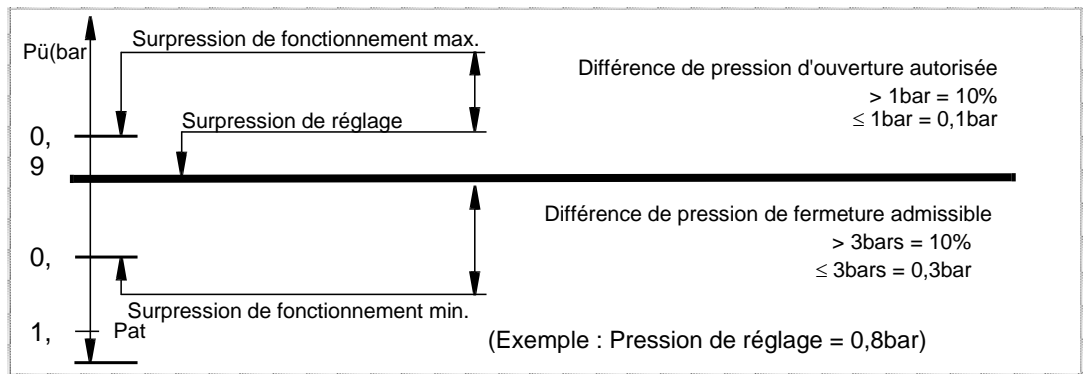 Surpression de fonctionnement max.
Pü(bar
Différence de pression d'ouverture autorisée
> 1bar = 10%
≤ 1bar = 0,1bar
Surpression de réglage
0,
9
Différence de pression de fermeture admissible
> 3bars = 10%
≤ 3bars = 0,3bar
0,
Surpression de fonctionnement min.
1,
Pat
(Exemple : Pression de réglage = 0,8bar)